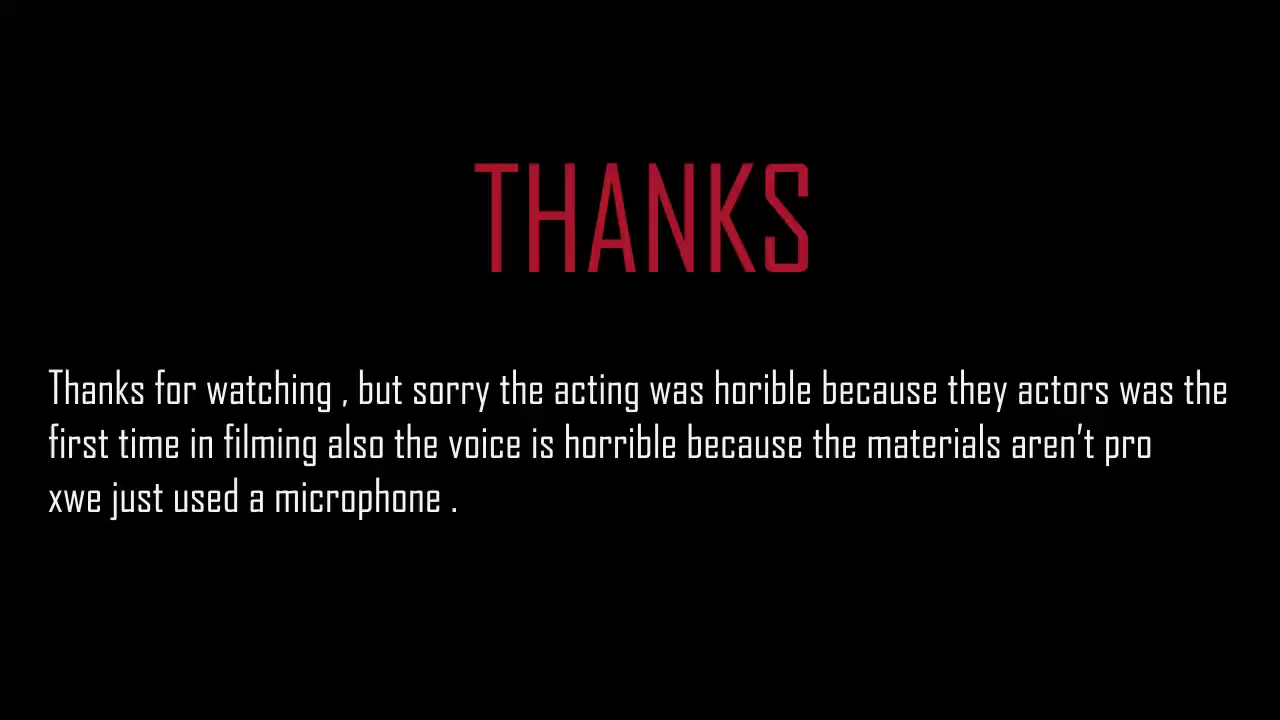 THANKS
Thanks for watching , but sorry the acting was horible because they actors was the
first time in filming also the voice is horrible because the materials aren't pro
xwe just used a microphone .